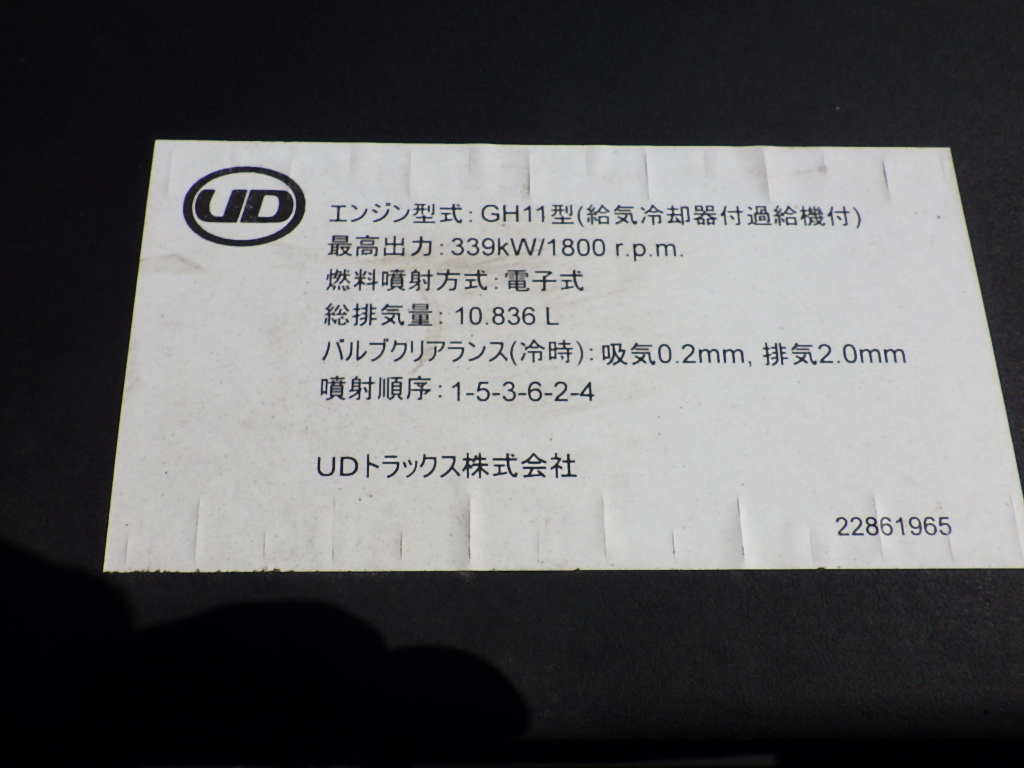 UD
エンジン型式: GH11型(給気冷却器付過給機付)
最高出力: 339kW/1800 r.p.m.
燃料噴射方式: 電子式
総排気量: 10.836 L
バルブクリアランス(冷時): 吸気0.2mm, 排気2.0mm
噴射順序: 1-5-3-6-2-4
UDトラックス株式会社
22861965